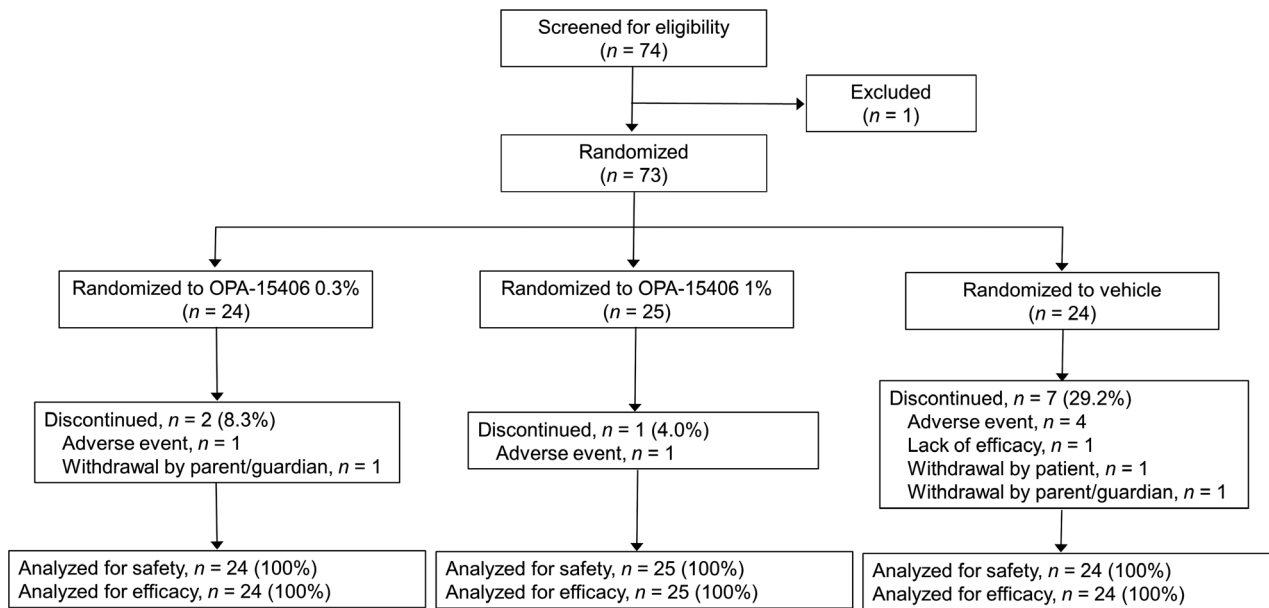 Screened for eligibility
(n = 74)
Excluded
(n = 1)
Randomized
(n = 73)
Randomized to OPA-15406 0.3%
(n = 24)
Randomized to OPA-15406 1%
(n = 25)
Randomized to vehicle
(n = 24)
Discontinued, n = 2 (8.3%)
Adverse event, n = 1
Withdrawal by parent/guardian, n = 1
Discontinued, n = 1 (4.0%)
Adverse event, n = 1
Discontinued, n = 7 (29.2%)
Adverse event, n = 4
Lack of efficacy, n = 1
Withdrawal by patient, n = 1
Withdrawal by parent/guardian, n = 1
Analyzed for safety, n = 24 (100%)
Analyzed for efficacy, n = 24 (100%)
Analyzed for safety, n = 25 (100%)
Analyzed for efficacy, n = 25 (100%)
Analyzed for safety, n = 24 (100%)
Analyzed for efficacy, n = 24 (100%)